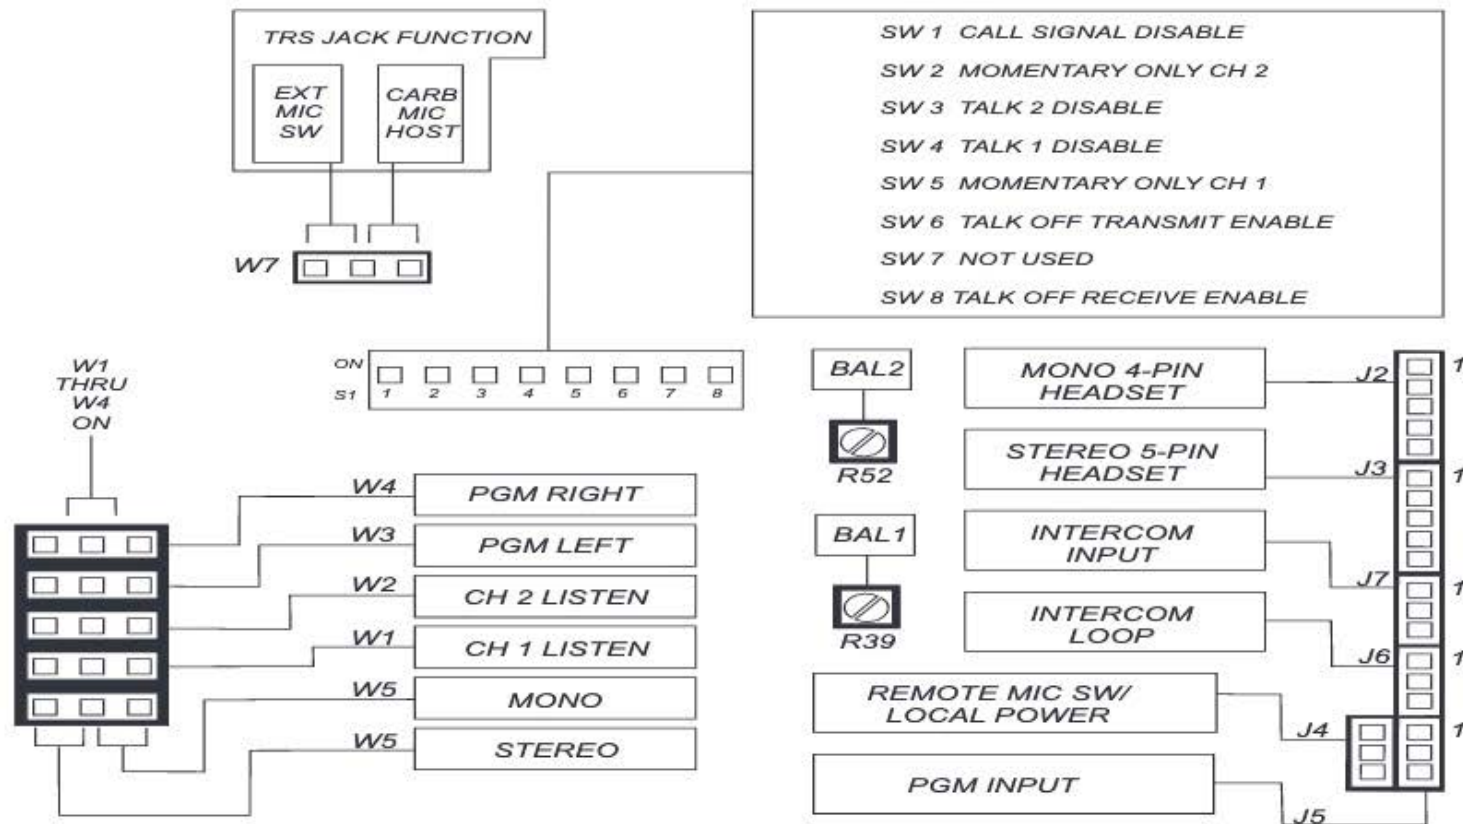 TRS JACK FUNCTION
EXT
MIC
SW
CARB
MIC
HOST
W7
SW 1 CALL SIGNAL DISABLE
SW 2 MOMENTARY ONLY CH 2
SW 3 TALK 2 DISABLE
SW 4 TALK 1 DISABLE
SW 5 MOMENTARY ONLY CH 1
SW 6 TALK OFF TRANSMIT ENABLE
SW 7 NOT USED
SW 8 TALK OFF RECEIVE ENABLE
ON
S1
1 2 3 4 5 6 7 8
W1
THRU
W4
ON
W4 PGM RIGHT
W3 PGM LEFT
W2 CH 2 LISTEN
W1 CH 1 LISTEN
W5 MONO
W5 STEREO
BAL2
R52
BAL1
R39
MONO 4-PIN
HEADSET
J2 1
STEREO 5-PIN
HEADSET
J3 1
INTERCOM
INPUT
J7 1
INTERCOM
LOOP
J6 1
REMOTE MIC SW/
LOCAL POWER
J4 1
PGM INPUT
J5